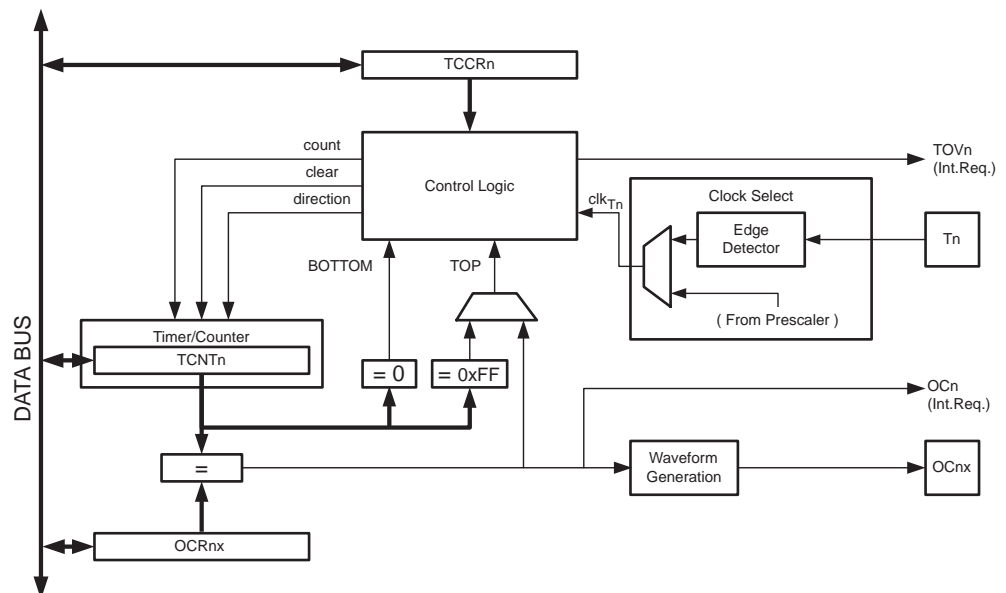 TCCRn
count
clear
direction
Control Logic
TOVn
(Int.Req.)
clkTn
Clock Select
Edge
Detector
Tn
( From Prescaler )
BOTTOM
TOP
Timer/Counter
TCNTn
= 0
= 0xFF
DATA BUS
OCn
(Int.Req.)
=
Waveform
Generation
OCnx
OCRnx